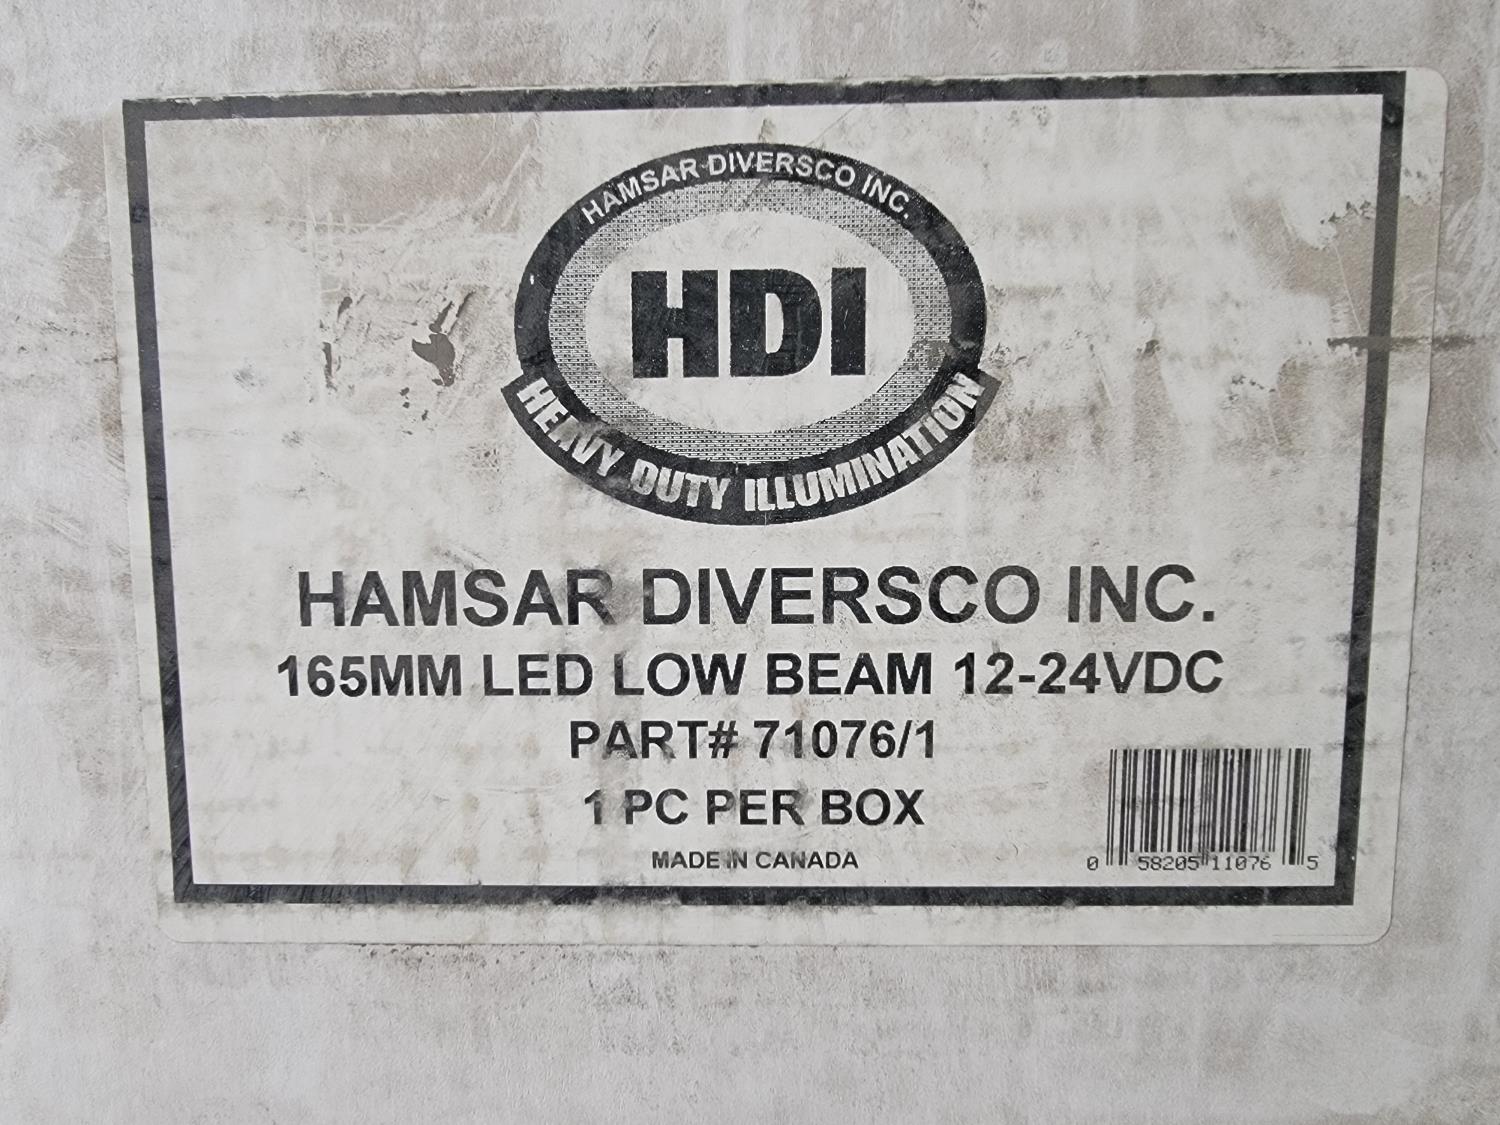 HAMSAR DIVERSCO INC.
HDI
HEAVY DUTY ILLUMINATION
HAMSAR DIVERSCO INC.
165MM LED LOW BEAM 12-24VDC
PART# 71076/1
1 PC PER BOX
MADE IN CANADA
0 58205 11076 5